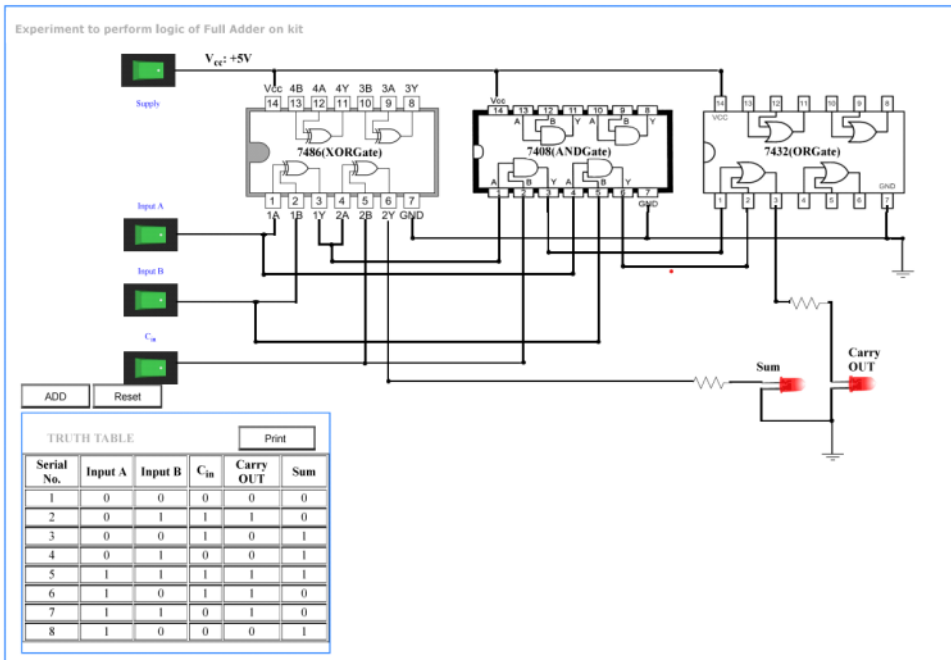 Experiment to perform logic of Full Adder on kit
Vcc: +5V
Supply
Vcc 4B 4A 4Y 3B 3A 3Y
14 13 12 11 10 9 8
7486(XORGate)
1 2 3 4 5 6 7
1A 1B 1Y 2A 2B 2Y GND
Vcc
14 13 12 11 10 9 8
A B Y A B Y
7408(ANDGate)
A B Y A B Y
1 2 3 4 5 6 7
GND
14 13 12 11 10 9 8
VCC
7432(ORGate)
GND
1 2 3 4 5 6 7
Input A
Input B
Cin
Sum
Carry
OUT
ADD Reset
TRUTH TABLE Print
Serial No. Input A Input B Cin Carry OUT Sum
1 0 0 0 0 0
2 0 1 1 1 0
3 0 0 1 0 1
4 0 1 0 0 1
5 1 1 1 1 1
6 1 0 1 1 0
7 1 1 0 1 0
8 1 0 0 0 1